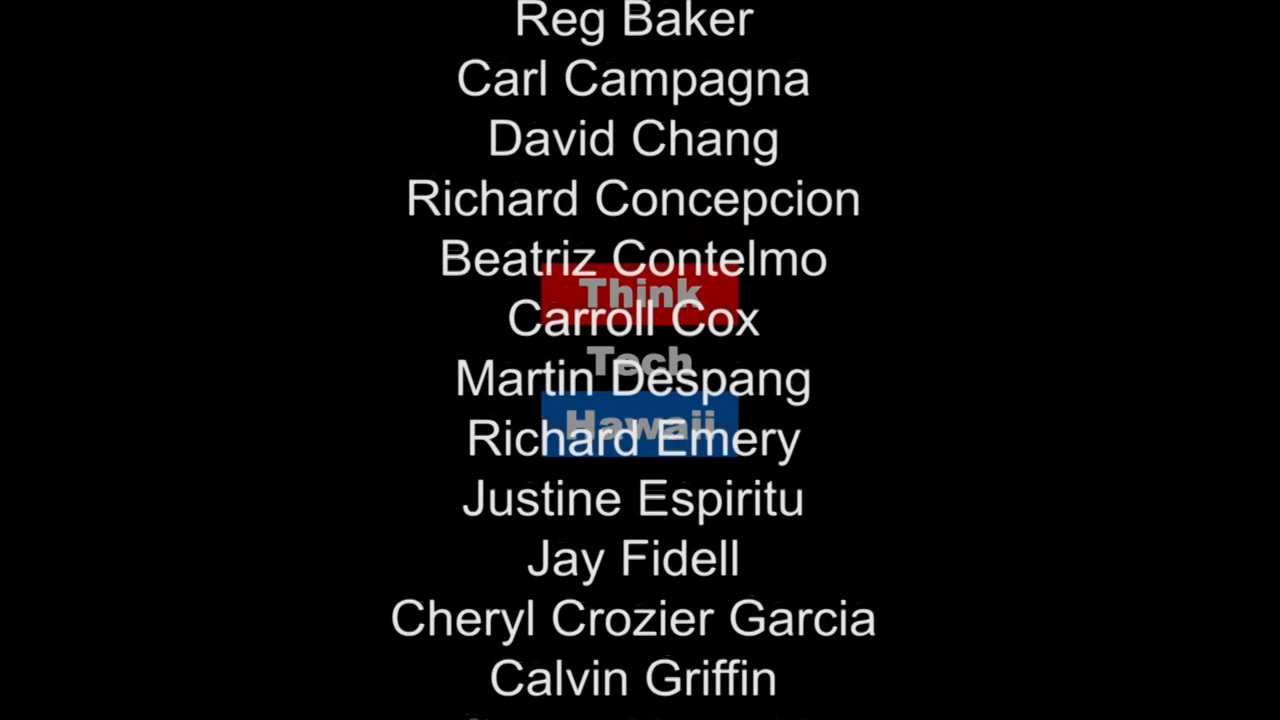 Reg Baker
Carl Campagna
David Chang
Richard Concepcion
Beatriz Contelmo
Think
Carroll Cox
Tech
Martin Despang
Hawaii
Richard Emery
Justine Espiritu
Jay Fidell
Cheryl Crozier Garcia
Calvin Griffin